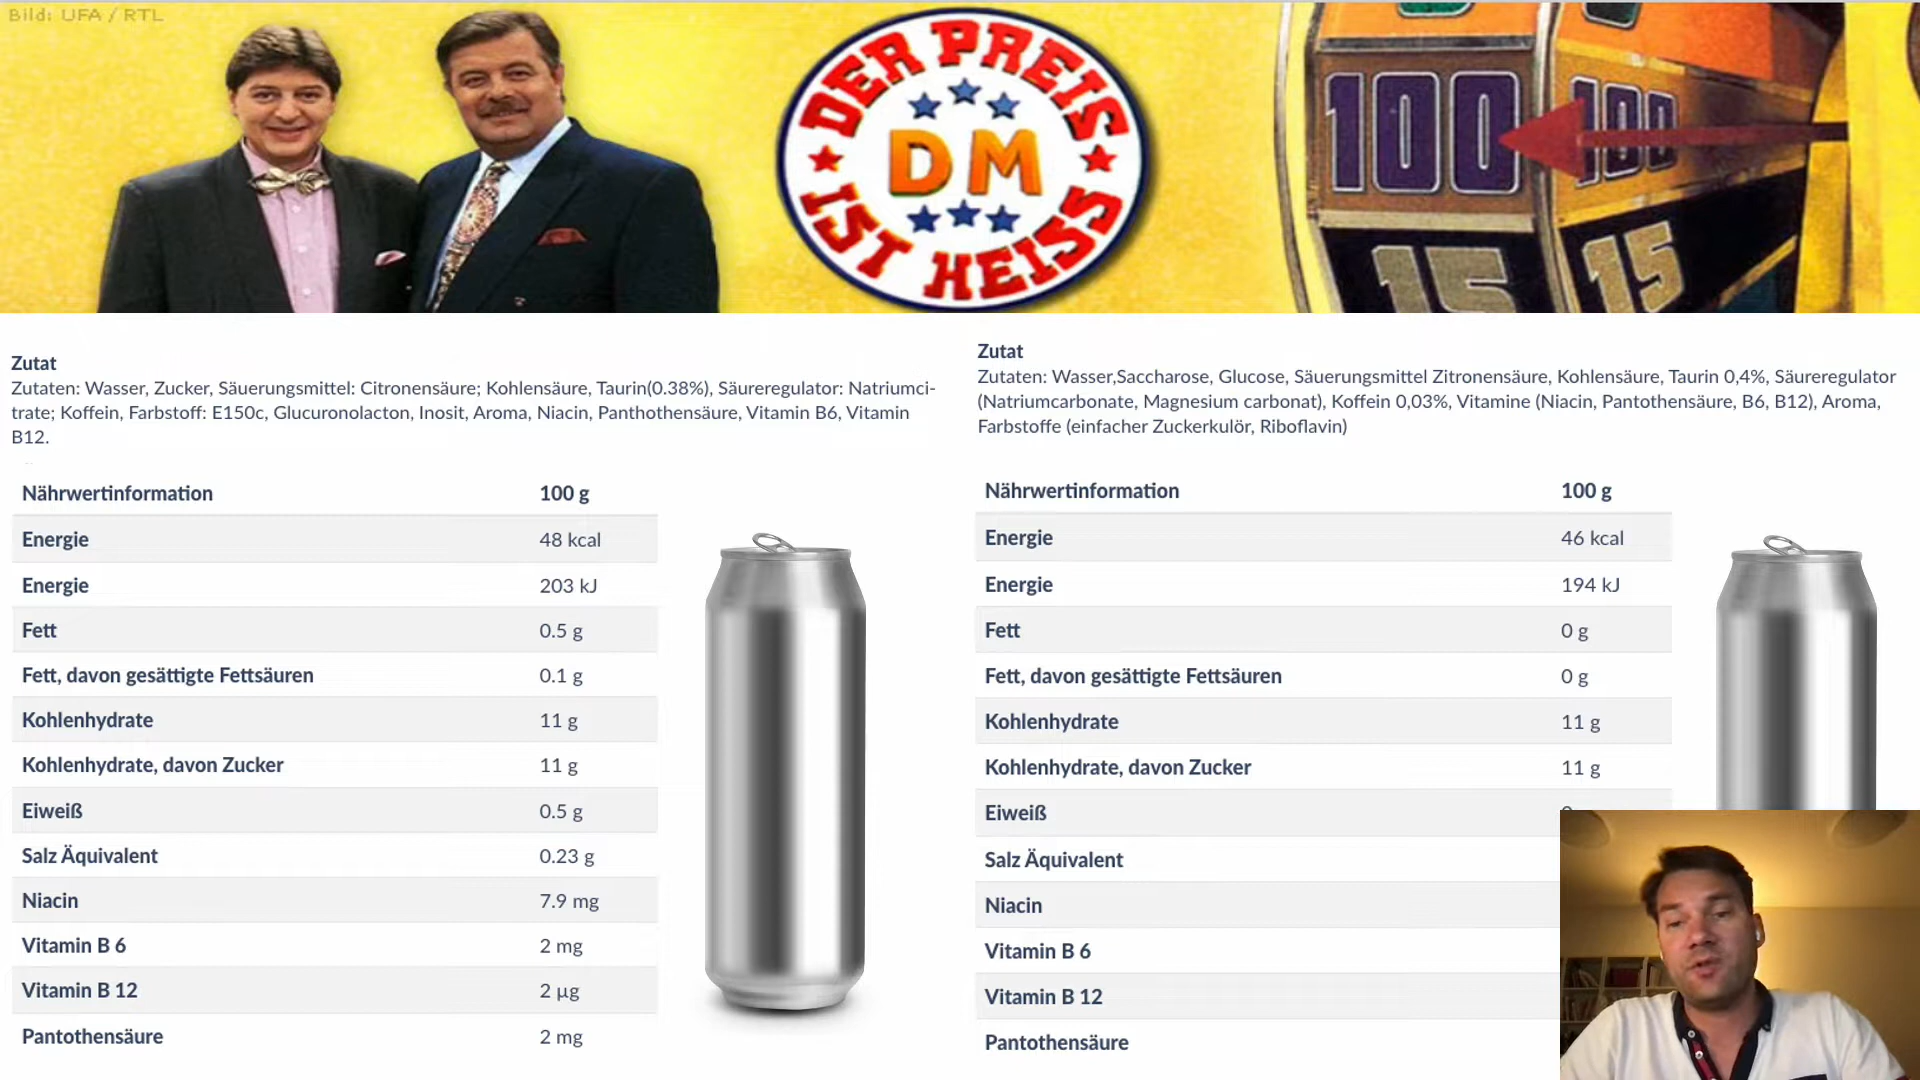 Bild: UFA / RTL
DER PREIS
DM
IST HEISS
100
100
15
15
Zutat
Zutaten: Wasser, Zucker, Säuerungsmittel: Citronensäure; Kohlensäure, Taurin(0.38%), Säureregulator: Natriumci-
trate; Koffein, Farbstoff: E150c, Glucuronolacton, Inosit, Aroma, Niacin, Panthothensäure, Vitamin B6, Vitamin
B12.
Nährwertinformation 100 g
Energie 48 kcal
Energie 203 kJ
Fett 0.5 g
Fett, davon gesättigte Fettsäuren 0.1 g
Kohlenhydrate 11 g
Kohlenhydrate, davon Zucker 11 g
Eiweiß 0.5 g
Salz Äquivalent 0.23 g
Niacin 7.9 mg
Vitamin B 6 2 mg
Vitamin B 12 2 µg
Pantothensäure 2 mg
Zutat
Zutaten: Wasser,Saccharose, Glucose, Säuerungsmittel Zitronensäure, Kohlensäure, Taurin 0,4%, Säureregulator
(Natriumcarbonate, Magnesium carbonat), Koffein 0,03%, Vitamine (Niacin, Pantothensäure, B6, B12), Aroma,
Farbstoffe (einfacher Zuckerkulör, Riboflavin)
Nährwertinformation 100 g
Energie 46 kcal
Energie 194 kJ
Fett 0 g
Fett, davon gesättigte Fettsäuren 0 g
Kohlenhydrate 11 g
Kohlenhydrate, davon Zucker 11 g
Eiweiß
Salz Äquivalent
Niacin
Vitamin B 6
Vitamin B 12
Pantothensäure